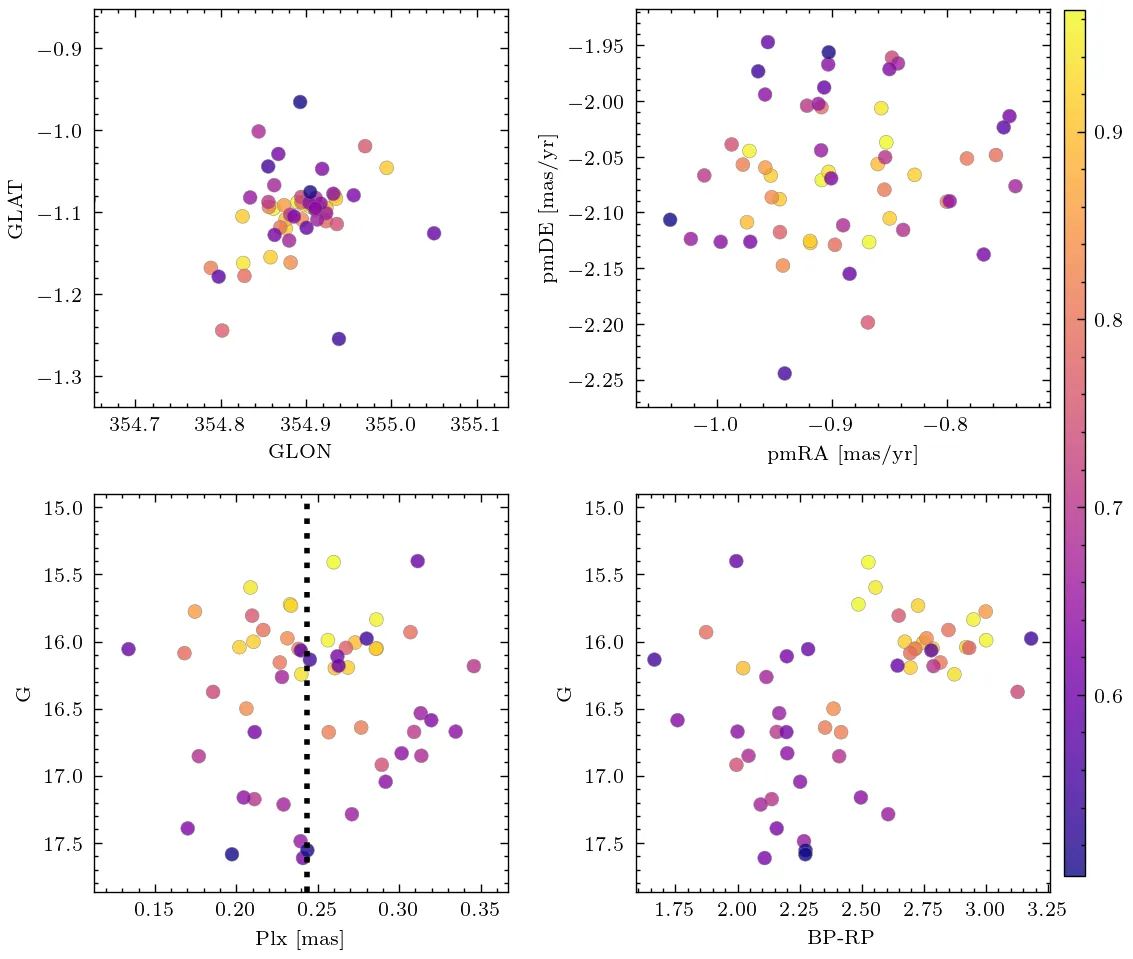 −0.9
−1.0
−1.1
−1.2
−1.3
GLAT
354.7 354.8 354.9 355.0 355.1
GLON
−1.95
−2.00
−2.05
−2.10
−2.15
−2.20
−2.25
pmDE [mas/yr]
−1.0 −0.9 −0.8
pmRA [mas/yr]
0.9
0.8
0.7
0.6
15.0
15.5
16.0
16.5
17.0
17.5
G
0.15 0.20 0.25 0.30 0.35
Plx [mas]
15.0
15.5
16.0
16.5
17.0
17.5
G
1.75 2.00 2.25 2.50 2.75 3.00 3.25
BP-RP